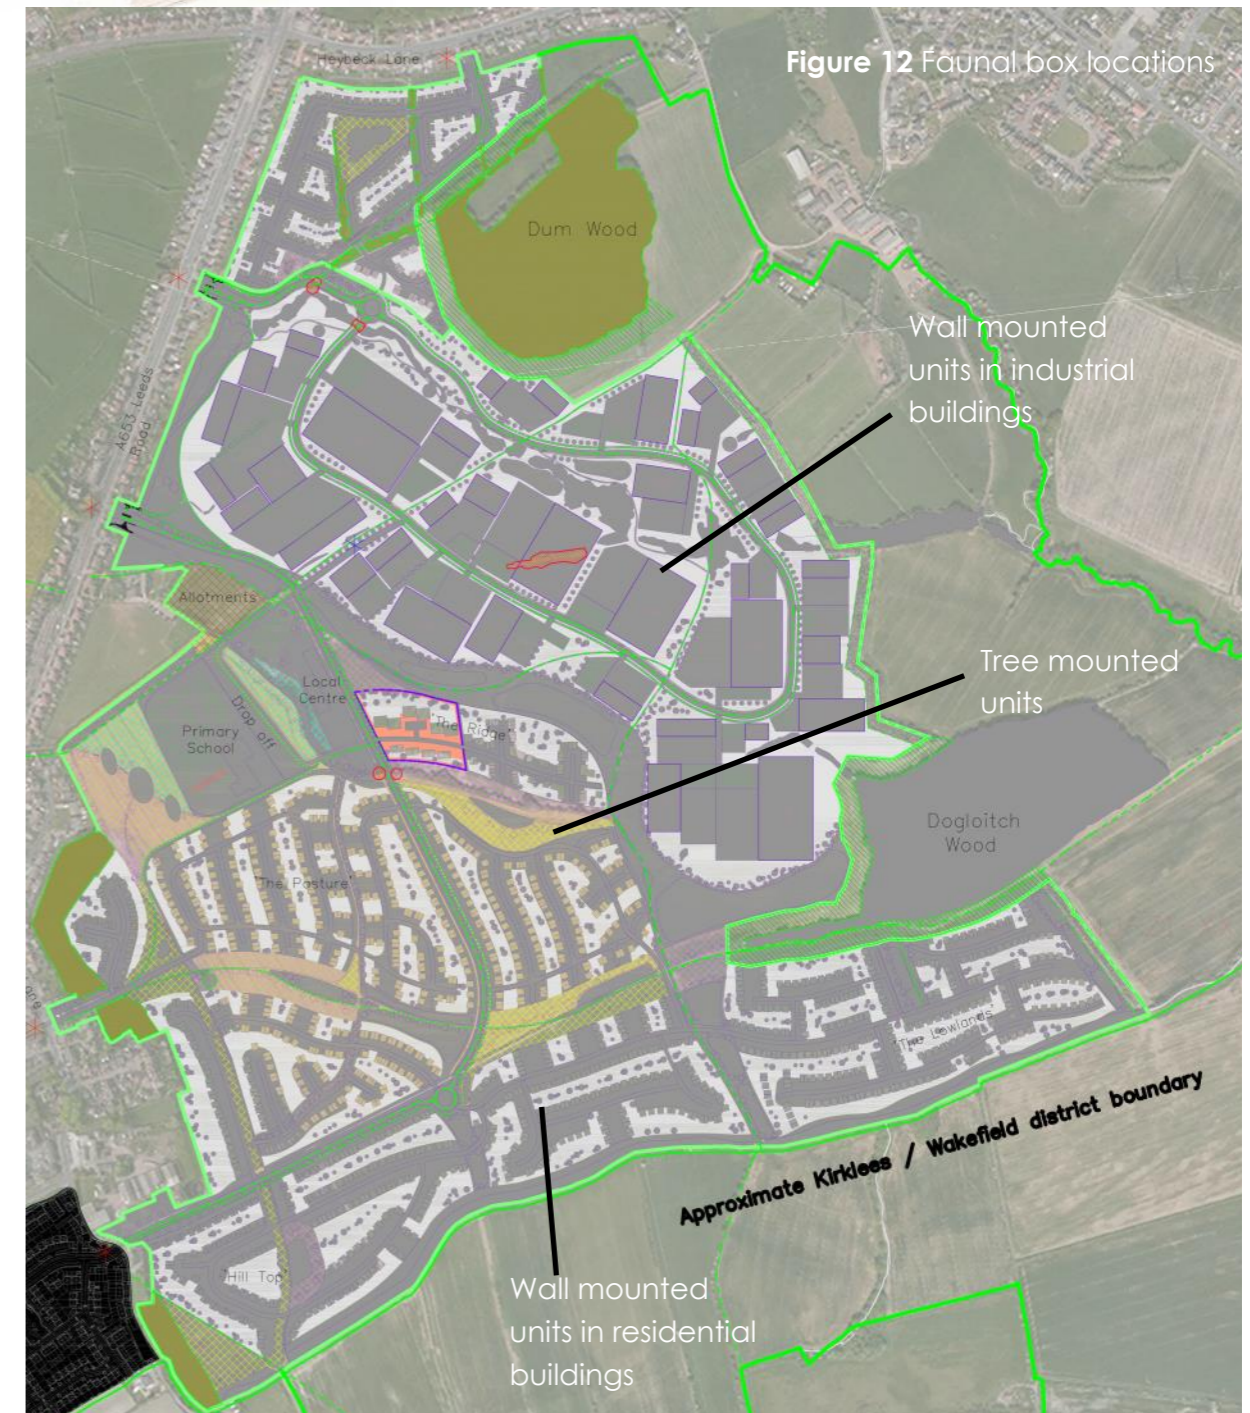 Figure 12 Faunal box locations
Heybeck Lane
Dum Wood
Wall mounted
units in industrial
buildings
A653 Leeds
Road
Allotments
Tree mounted
units
Local
Centre
Drop off
Primary
School
"The Ridge"
Dogloitch
Wood
"The Pasture"
"The Lowlands"
Approximate Kirklees / Wakefield district boundary
"Hill Top"
Wall mounted
units in residential
buildings